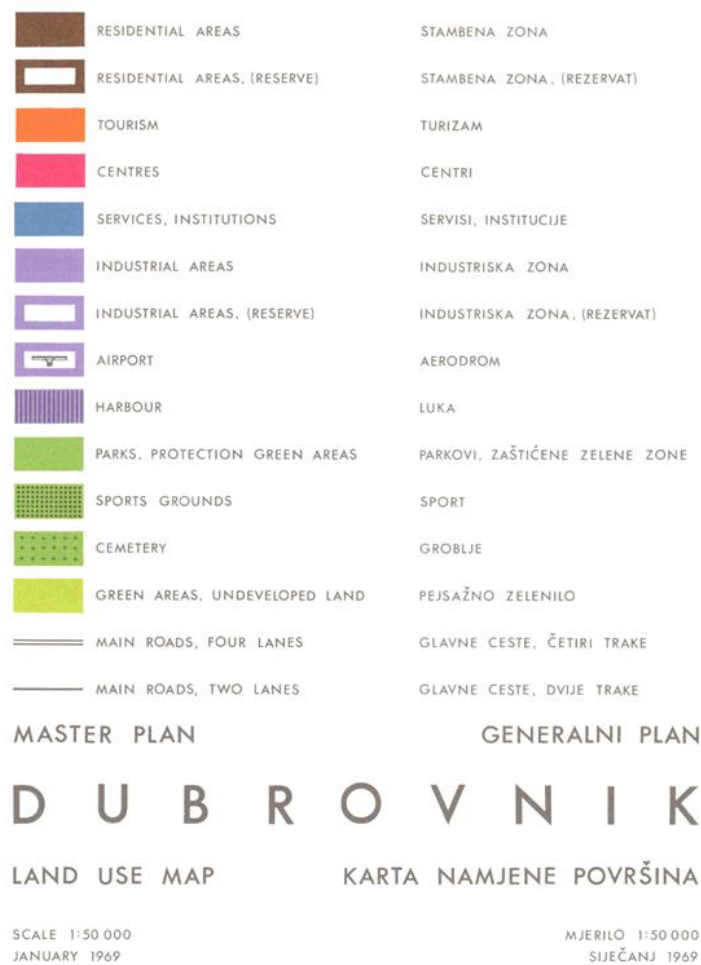 RESIDENTIAL AREAS STAMBENA ZONA
RESIDENTIAL AREAS, (RESERVE) STAMBENA ZONA, (REZERVAT)
TOURISM TURIZAM
CENTRES CENTRI
SERVICES, INSTITUTIONS SERVISI, INSTITUCIJE
INDUSTRIAL AREAS INDUSTRISKA ZONA
INDUSTRIAL AREAS, (RESERVE) INDUSTRISKA ZONA, (REZERVAT)
AIRPORT AERODROM
HARBOUR LUKA
PARKS, PROTECTION GREEN AREAS PARKOVI, ZAŠTIĆENE ZELENE ZONE
SPORTS GROUNDS SPORT
CEMETERY GROBLJE
GREEN AREAS, UNDEVELOPED LAND PEJSAŽNO ZELENILO
MAIN ROADS, FOUR LANES GLAVNE CESTE, ČETIRI TRAKE
MAIN ROADS, TWO LANES GLAVNE CESTE, DVIJE TRAKE
MASTER PLAN GENERALNI PLAN
DUBROVNIK
LAND USE MAP KARTA NAMJENE POVRŠINA
SCALE 1:50 000 MJERILO 1:50 000
JANUARY 1969 SIJEČANJ 1969